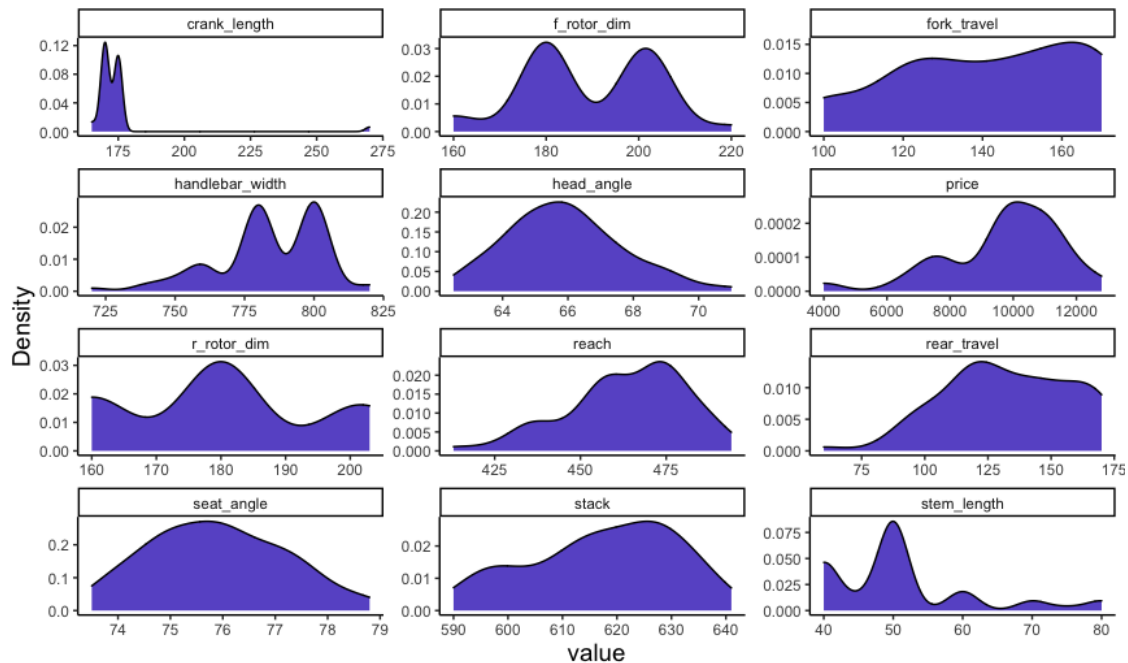 crank_length
f_rotor_dim
fork_travel
0.12
0.08
0.04
0.00
175 200 225 250 275
0.03
0.02
0.01
0.00
160 180 200 220
0.015
0.010
0.005
0.000
100 120 140 160
handlebar_width
head_angle
price
0.02
0.01
0.00
725 750 775 800 825
0.20
0.15
0.10
0.05
0.00
64 66 68 70
0.0002
0.0001
0.0000
4000 6000 8000 10000 12000
Density
r_rotor_dim
reach
rear_travel
0.03
0.02
0.01
0.00
160 170 180 190 200
0.020
0.015
0.010
0.005
0.000
425 450 475
0.010
0.005
0.000
75 100 125 150 175
seat_angle
stack
stem_length
0.2
0.1
0.0
74 75 76 77 78 79
0.02
0.01
0.00
590 600 610 620 630 640
0.075
0.050
0.025
0.000
40 50 60 70 80
value